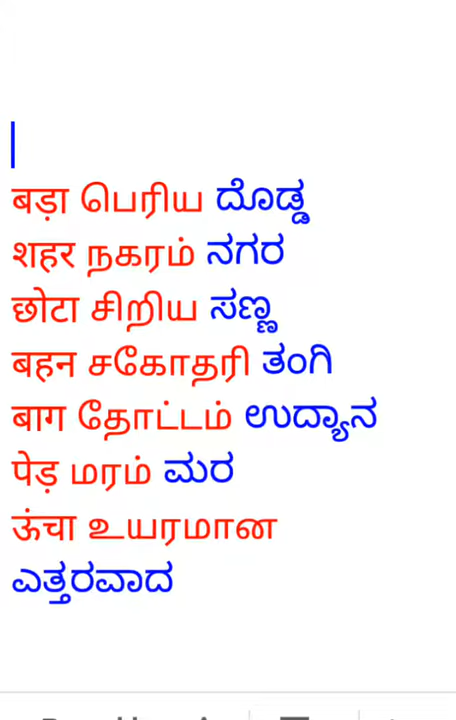 बड़ा பெரிய ದೊಡ್ಡ
शहर நகரம் ನಗರ
छोटा சிறிய ಸಣ್ಣ
बहन சகோதரி ತಂಗಿ
बाग தோட்டம் ಉದ್ಯಾನ
पेड़ மரம் ಮರ
ऊंचा உயரமான
ಎತ್ತರವಾದ